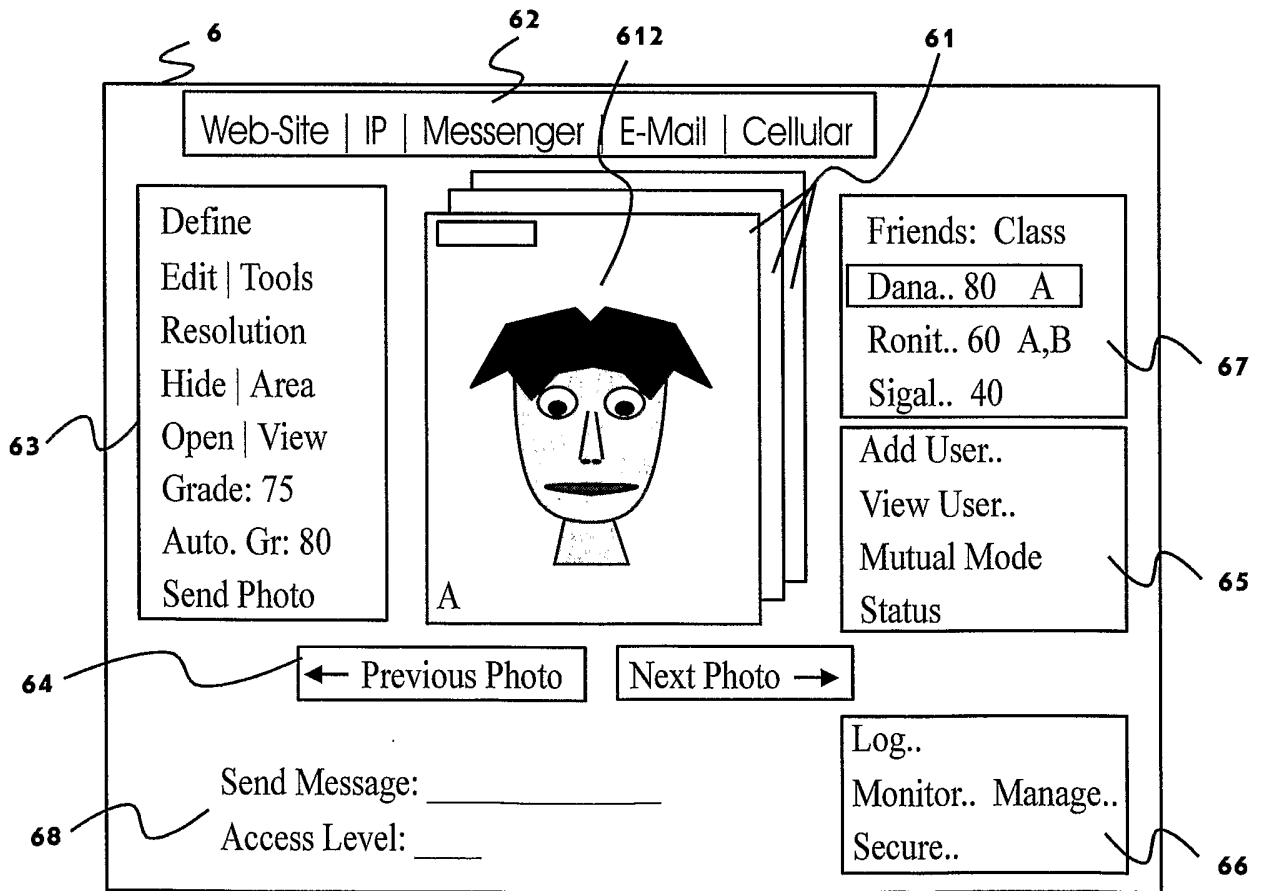 6
62
612
61
Web-Site | IP | Messenger | E-Mail | Cellular
Define
Edit | Tools
Resolution
Hide | Area
Open | View
Grade: 75
Auto. Gr: 80
Send Photo
63
A
Friends: Class
Dana.. 80 A
Ronit.. 60 A,B
Sigal.. 40
67
Add User..
View User..
Mutual Mode
Status
65
64
← Previous Photo
Next Photo →
Log..
Monitor.. Manage..
Secure..
66
68
Send Message: ____________
Access Level: ____